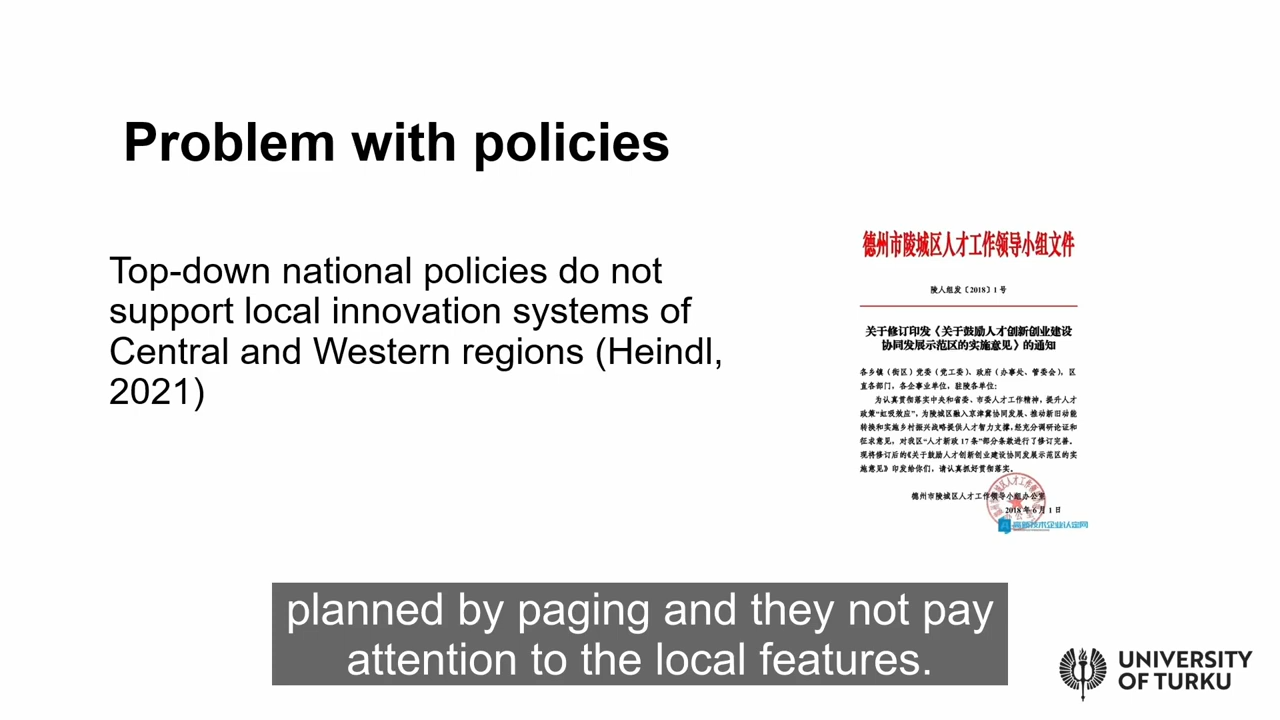 Problem with policies
Top-down national policies do not
support local innovation systems of
Central and Western regions (Heindl,
2021)
德州市陵城区人才工作领导小组文件
陵人组发〔2018〕1号
关于修订印发《关于鼓励人才创新创业建设
协同发展示范区的实施意见》的通知
各乡镇（街区）党委（党工委）、政府（办事处、管委会），区
直各部门，各企事业单位，驻陵各单位：
为认真贯彻落实中央和省委、市委人才工作精神，提升人才
政策“虹吸效应”，为陵城区融入京津冀协同发展、推动新旧动能
转换和实施乡村振兴战略提供人才智力支撑，经充分调研论证和
征求意见，对我区“人才新政17条”部分条款进行了修订完善。
现将修订后的《关于鼓励人才创新创业建设协同发展示范区的实
施意见》印发给你们，请认真抓好贯彻落实。
德州市陵城区人才工作领导小组办公室
2018年6月1日
高新技术企业认定网
planned by paging and they not pay
attention to the local features.
UNIVERSITY
OF TURKU